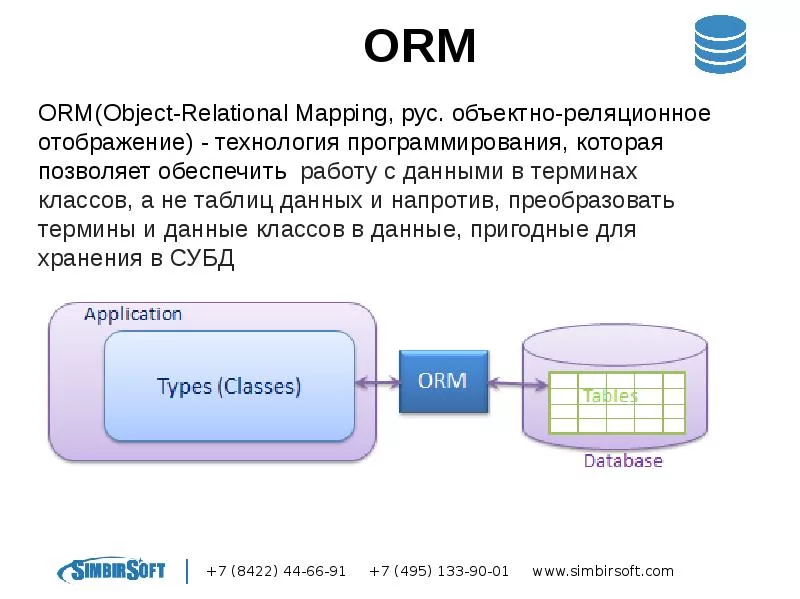 ORM
ORM(Object-Relational Mapping, рус. объектно-реляционное
отображение) - технология программирования, которая
позволяет обеспечить работу с данными в терминах
классов, а не таблиц данных и напротив, преобразовать
термины и данные классов в данные, пригодные для
хранения в СУБД
Application
Types (Classes)
ORM
Tables
Database
SIMBIRSOFT
+7 (8422) 44-66-91 +7 (495) 133-90-01 www.simbirsoft.com